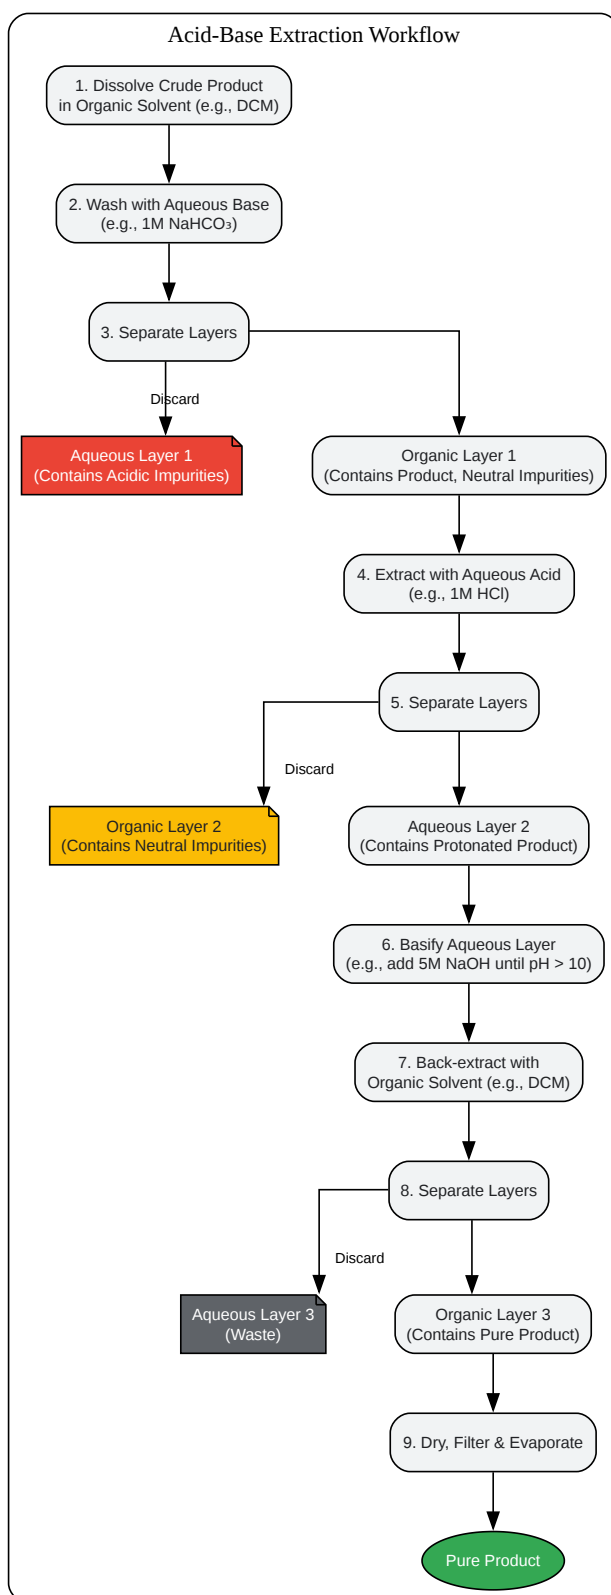 Acid-Base Extraction Workflow
1. Dissolve Crude Product
in Organic Solvent (e.g., DCM)
2. Wash with Aqueous Base
(e.g., 1M NaHCO₃)
3. Separate Layers
Discard
Aqueous Layer 1
(Contains Acidic Impurities)
Organic Layer 1
(Contains Product, Neutral Impurities)
4. Extract with Aqueous Acid
(e.g., 1M HCl)
5. Separate Layers
Discard
Organic Layer 2
(Contains Neutral Impurities)
Aqueous Layer 2
(Contains Protonated Product)
6. Basify Aqueous Layer
(e.g., add 5M NaOH until pH > 10)
7. Back-extract with
Organic Solvent (e.g., DCM)
8. Separate Layers
Discard
Aqueous Layer 3
(Waste)
Organic Layer 3
(Contains Pure Product)
9. Dry, Filter & Evaporate
Pure Product